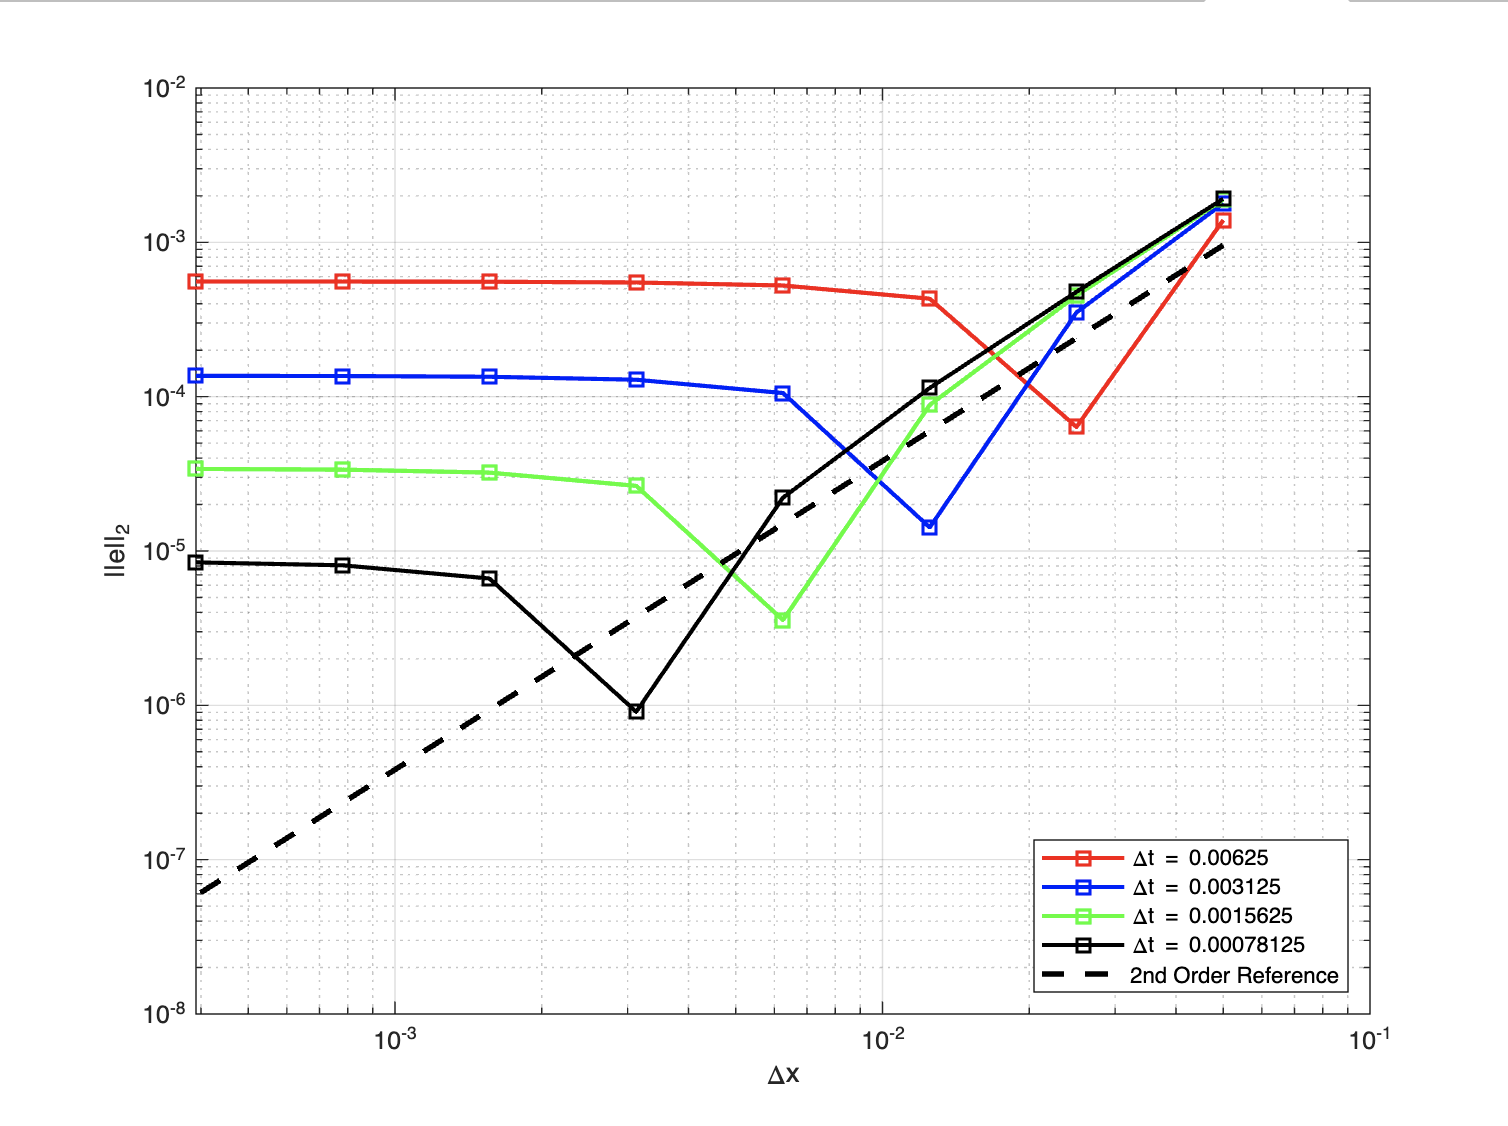 10-2
10-3
10-4
10-5
10-6
10-7
10-8
||e||2
10-3
10-2
10-1
Δx
Δt = 0.00625
Δt = 0.003125
Δt = 0.0015625
Δt = 0.00078125
2nd Order Reference